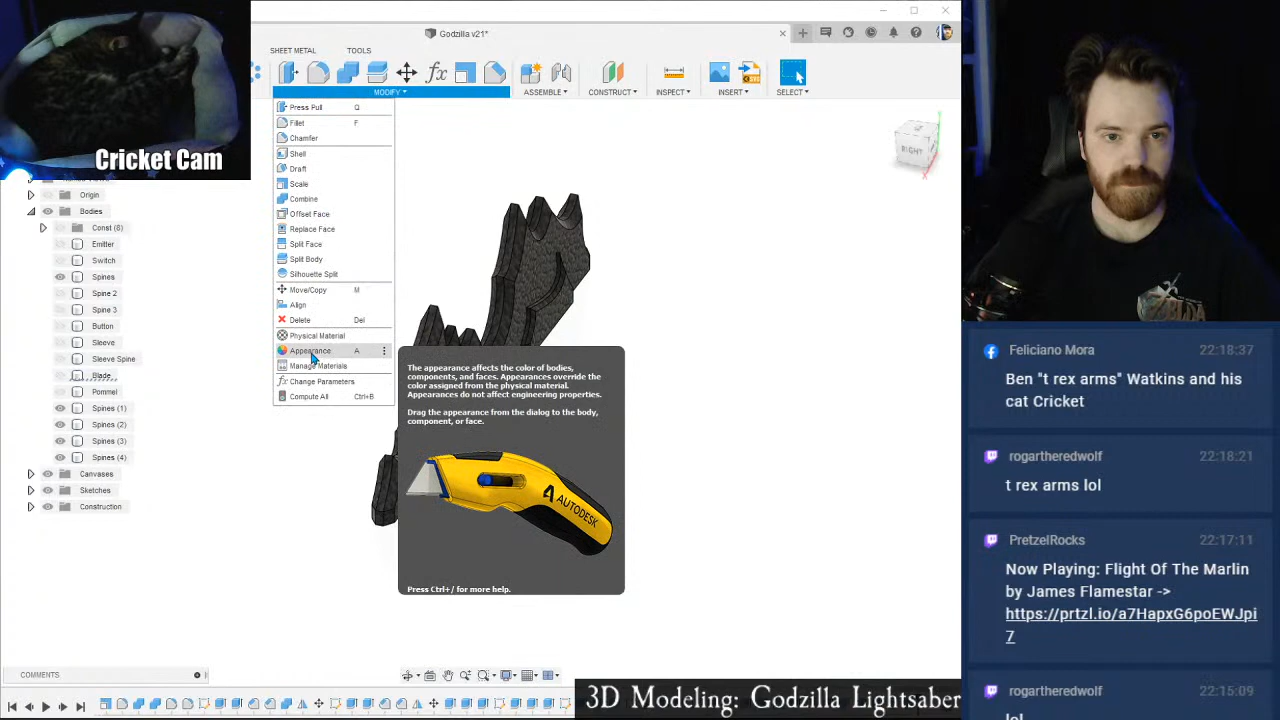 Godzilla v21*
SHEET METAL
TOOLS
MODIFY
ASSEMBLE
CONSTRUCT
INSPECT
INSERT
SELECT
Cricket Cam
Press Pull Q
Fillet F
Chamfer
Shell
Draft
Scale
Combine
Offset Face
Replace Face
Split Face
Split Body
Silhouette Split
Move/Copy M
Align
Delete Del
Physical Material
Appearance A
Manage Materials
Change Parameters
Compute All Ctrl+B
The appearance affects the color of bodies,
components, and faces. Appearances override the
color assigned from the physical material.
Appearances do not affect engineering properties.
Drag the appearance from the dialog to the body,
component, or face.
AUTODESK
Press Ctrl+/ for more help.
RIGHT
Origin
Bodies
Const (8)
Emitter
Switch
Spines
Spine 2
Spine 3
Button
Sleeve
Sleeve Spine
Blade
Pommel
Spines (1)
Spines (2)
Spines (3)
Spines (4)
Canvases
Sketches
Construction
COMMENTS
Feliciano Mora 22:18:37
Ben "t rex arms" Watkins and his
cat Cricket
rogartheredwolf 22:18:21
t rex arms lol
PretzelRocks 22:17:11
Now Playing: Flight Of The Marlin
by James Flamestar ->
https://prtzl.io/a7HapxG6poEWJpi
7
rogartheredwolf 22:15:09
lol
3D Modeling: Godzilla Lightsaber